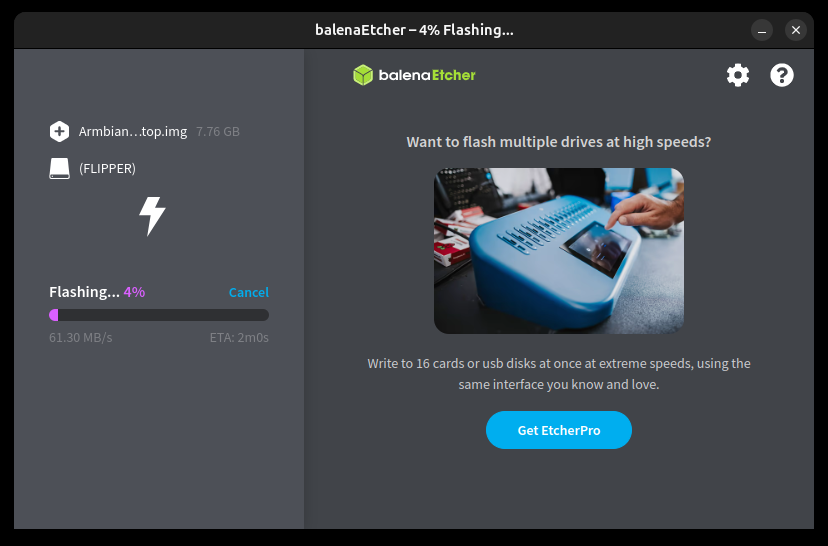 balenaEtcher – 4% Flashing...
balenaEtcher
Armbian…top.img 7.76 GB
(FLIPPER)
Flashing... 4% Cancel
61.30 MB/s ETA: 2m0s
Want to flash multiple drives at high speeds?
Write to 16 cards or usb disks at once at extreme speeds, using the
same interface you know and love.
Get EtcherPro